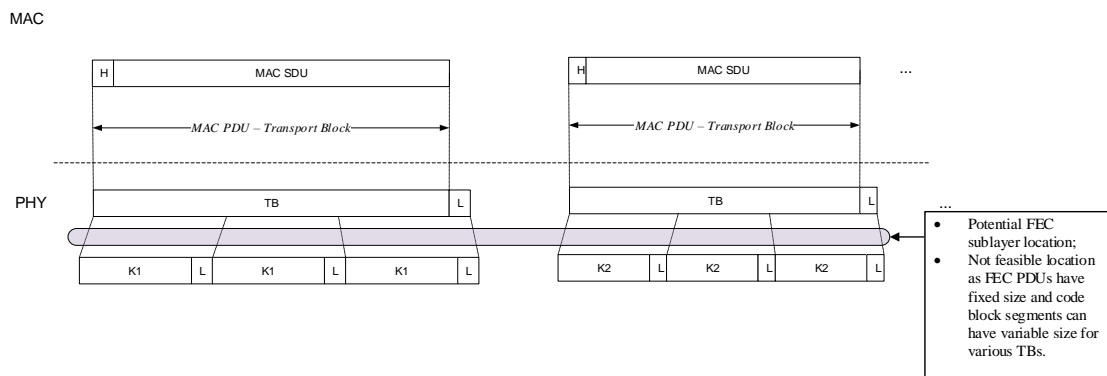 MAC
H MAC SDU H MAC SDU ...
MAC PDU – Transport Block MAC PDU – Transport Block
PHY TB L TB L ...
K1 L K1 L K1 L K2 L K2 L K2 L
• Potential FEC
sublayer location;
• Not feasible location
as FEC PDUs have
fixed size and code
block segments can
have variable size for
various TBs.